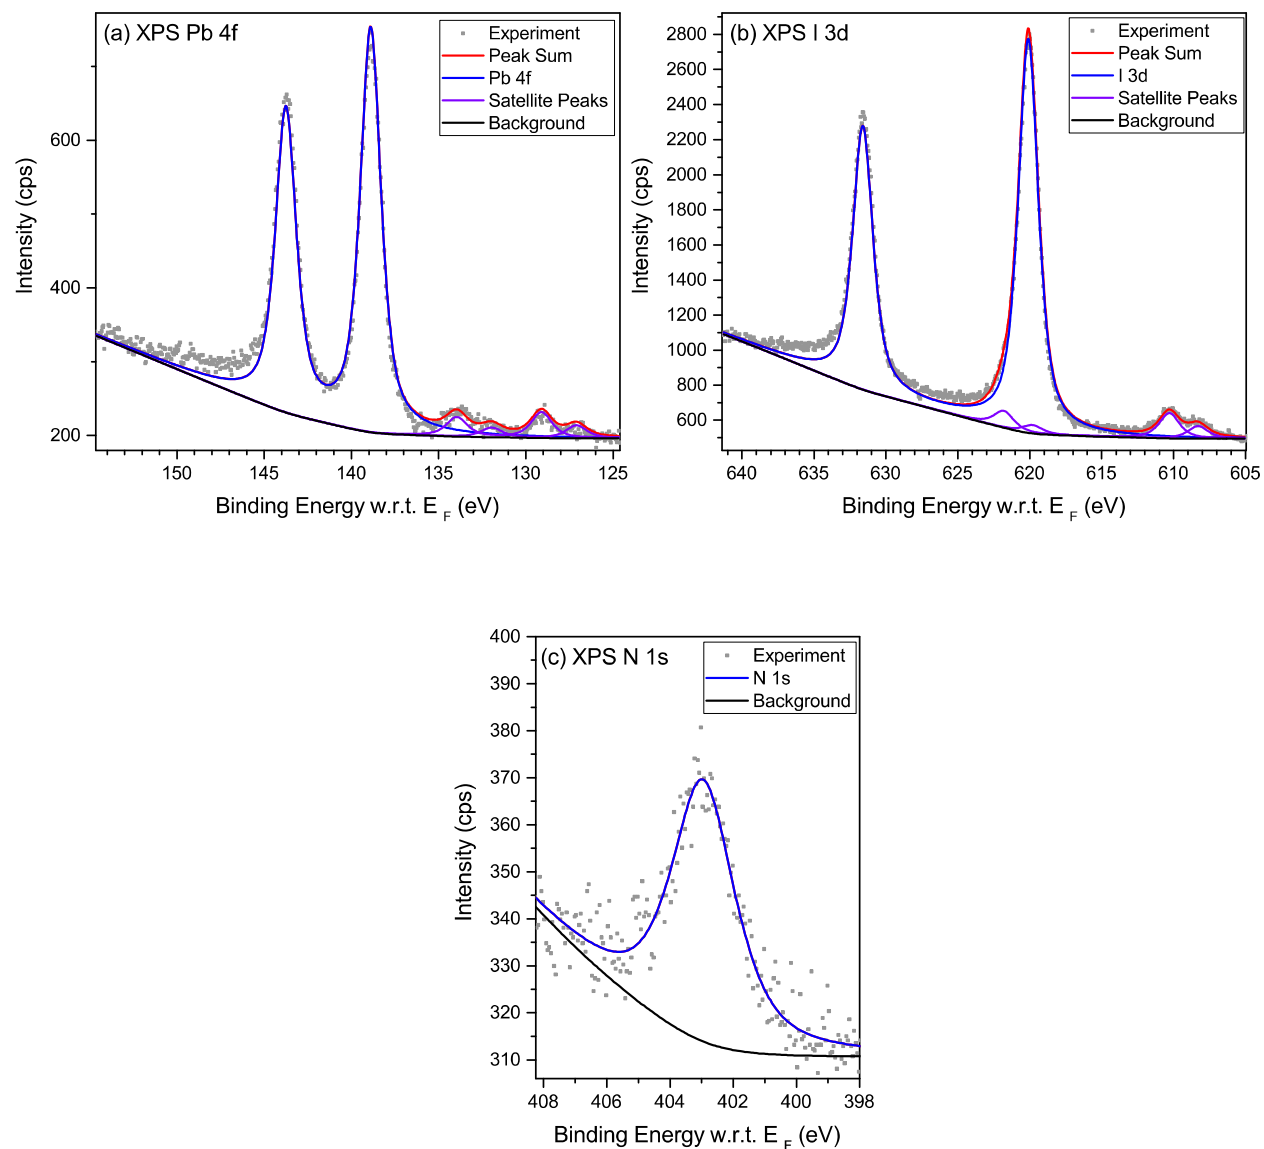 (a) XPS Pb 4f
Experiment
Peak Sum
Pb 4f
Satellite Peaks
Background
600
400
200
Intensity (cps)
150 144 139 134 129 125
Binding Energy w.r.t. E F (eV)
(b) XPS I 3d
Experiment
Peak Sum
I 3d
Satellite Peaks
Background
2800
2600
2400
2200
2000
1800
1600
1400
1200
1000
800
600
Intensity (cps)
640 635 630 625 620 615 610 605
Binding Energy w.r.t. E F (eV)
(c) XPS N 1s
Experiment
N 1s
Background
400
390
380
370
360
350
340
330
320
310
Intensity (cps)
408 406 404 402 400 398
Binding Energy w.r.t. E F (eV)